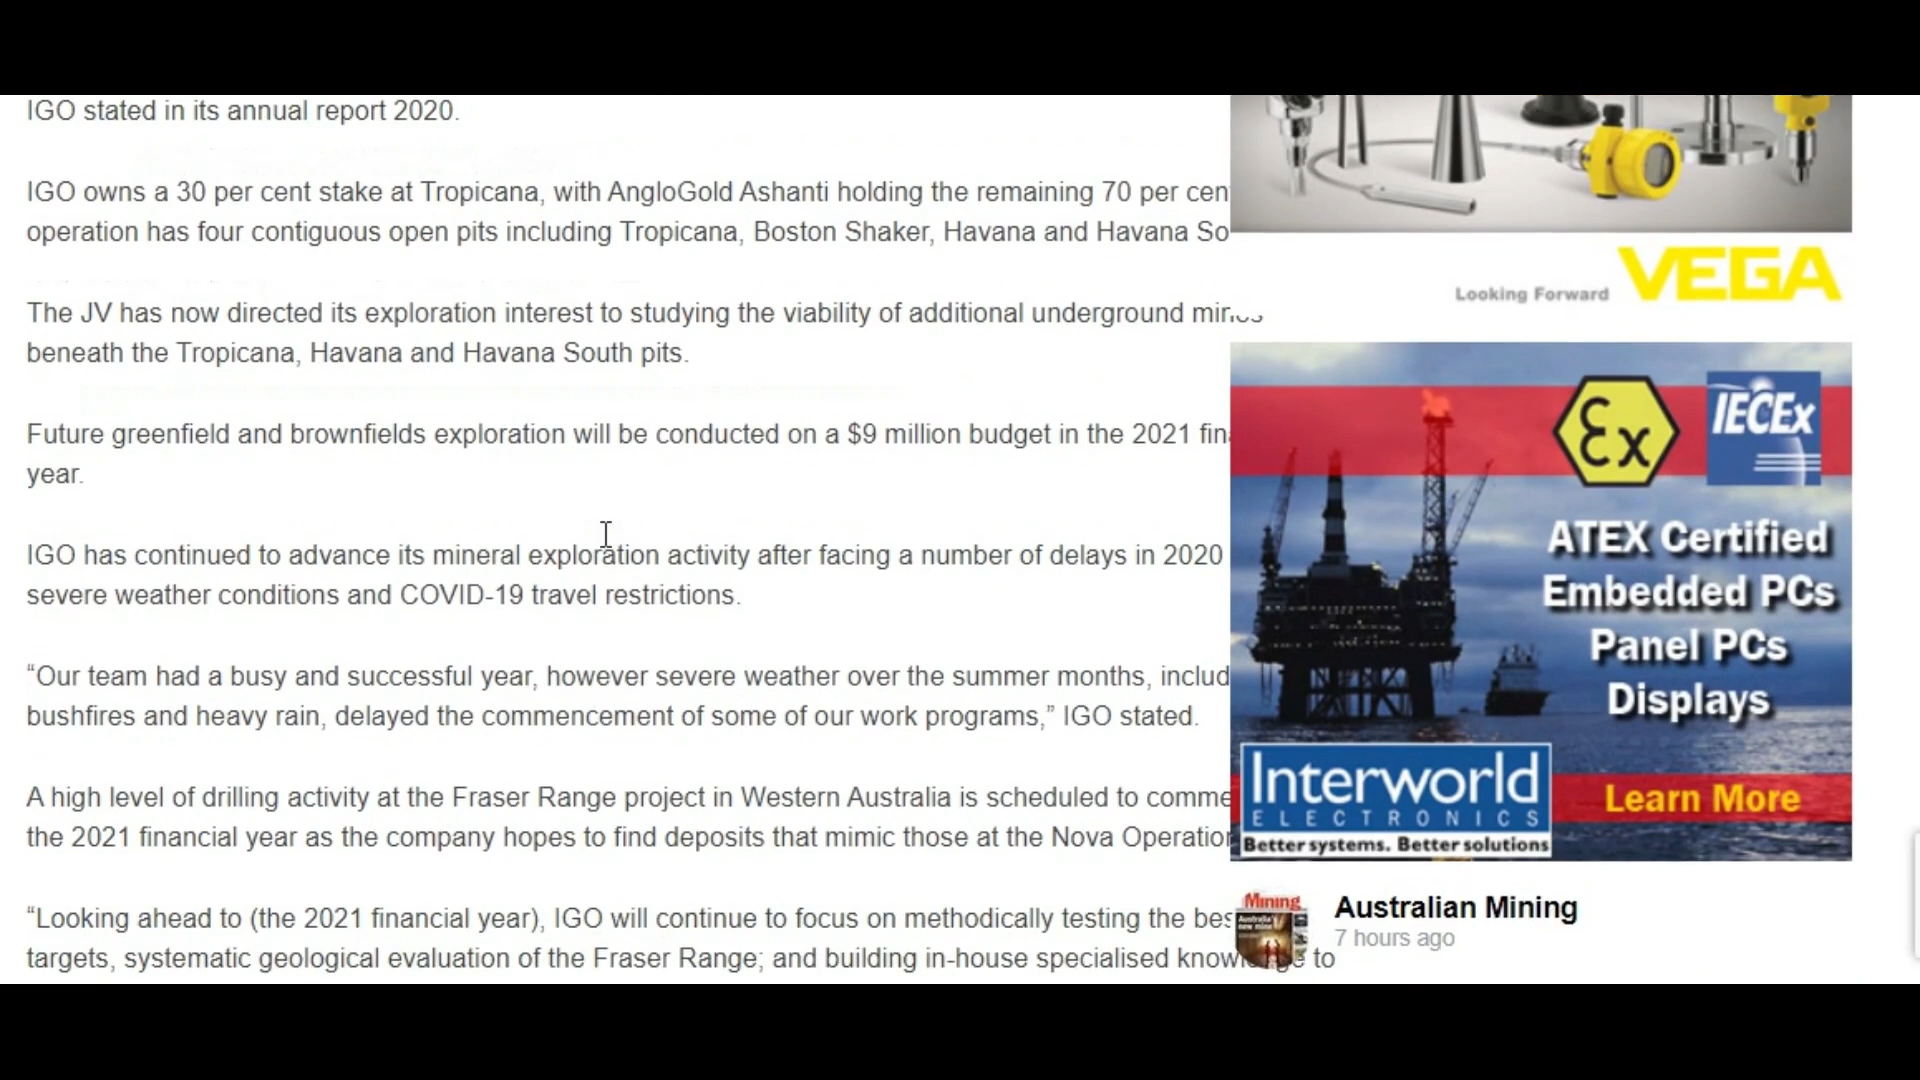 IGO stated in its annual report 2020.
IGO owns a 30 per cent stake at Tropicana, with AngloGold Ashanti holding the remaining 70 per cen
operation has four contiguous open pits including Tropicana, Boston Shaker, Havana and Havana So
The JV has now directed its exploration interest to studying the viability of additional underground mines
beneath the Tropicana, Havana and Havana South pits.
Future greenfield and brownfields exploration will be conducted on a $9 million budget in the 2021 fin
year.
IGO has continued to advance its mineral exploration activity after facing a number of delays in 2020
severe weather conditions and COVID-19 travel restrictions.
“Our team had a busy and successful year, however severe weather over the summer months, includ
bushfires and heavy rain, delayed the commencement of some of our work programs,” IGO stated.
A high level of drilling activity at the Fraser Range project in Western Australia is scheduled to comme
the 2021 financial year as the company hopes to find deposits that mimic those at the Nova Operation
“Looking ahead to (the 2021 financial year), IGO will continue to focus on methodically testing the bes
targets, systematic geological evaluation of the Fraser Range; and building in-house specialised knowledge to
Looking Forward VEGA
Ex
IECEx
ATEX Certified
Embedded PCs
Panel PCs
Displays
Interworld
ELECTRONICS
Better systems. Better solutions
Learn More
Mining
Australian Mining
7 hours ago